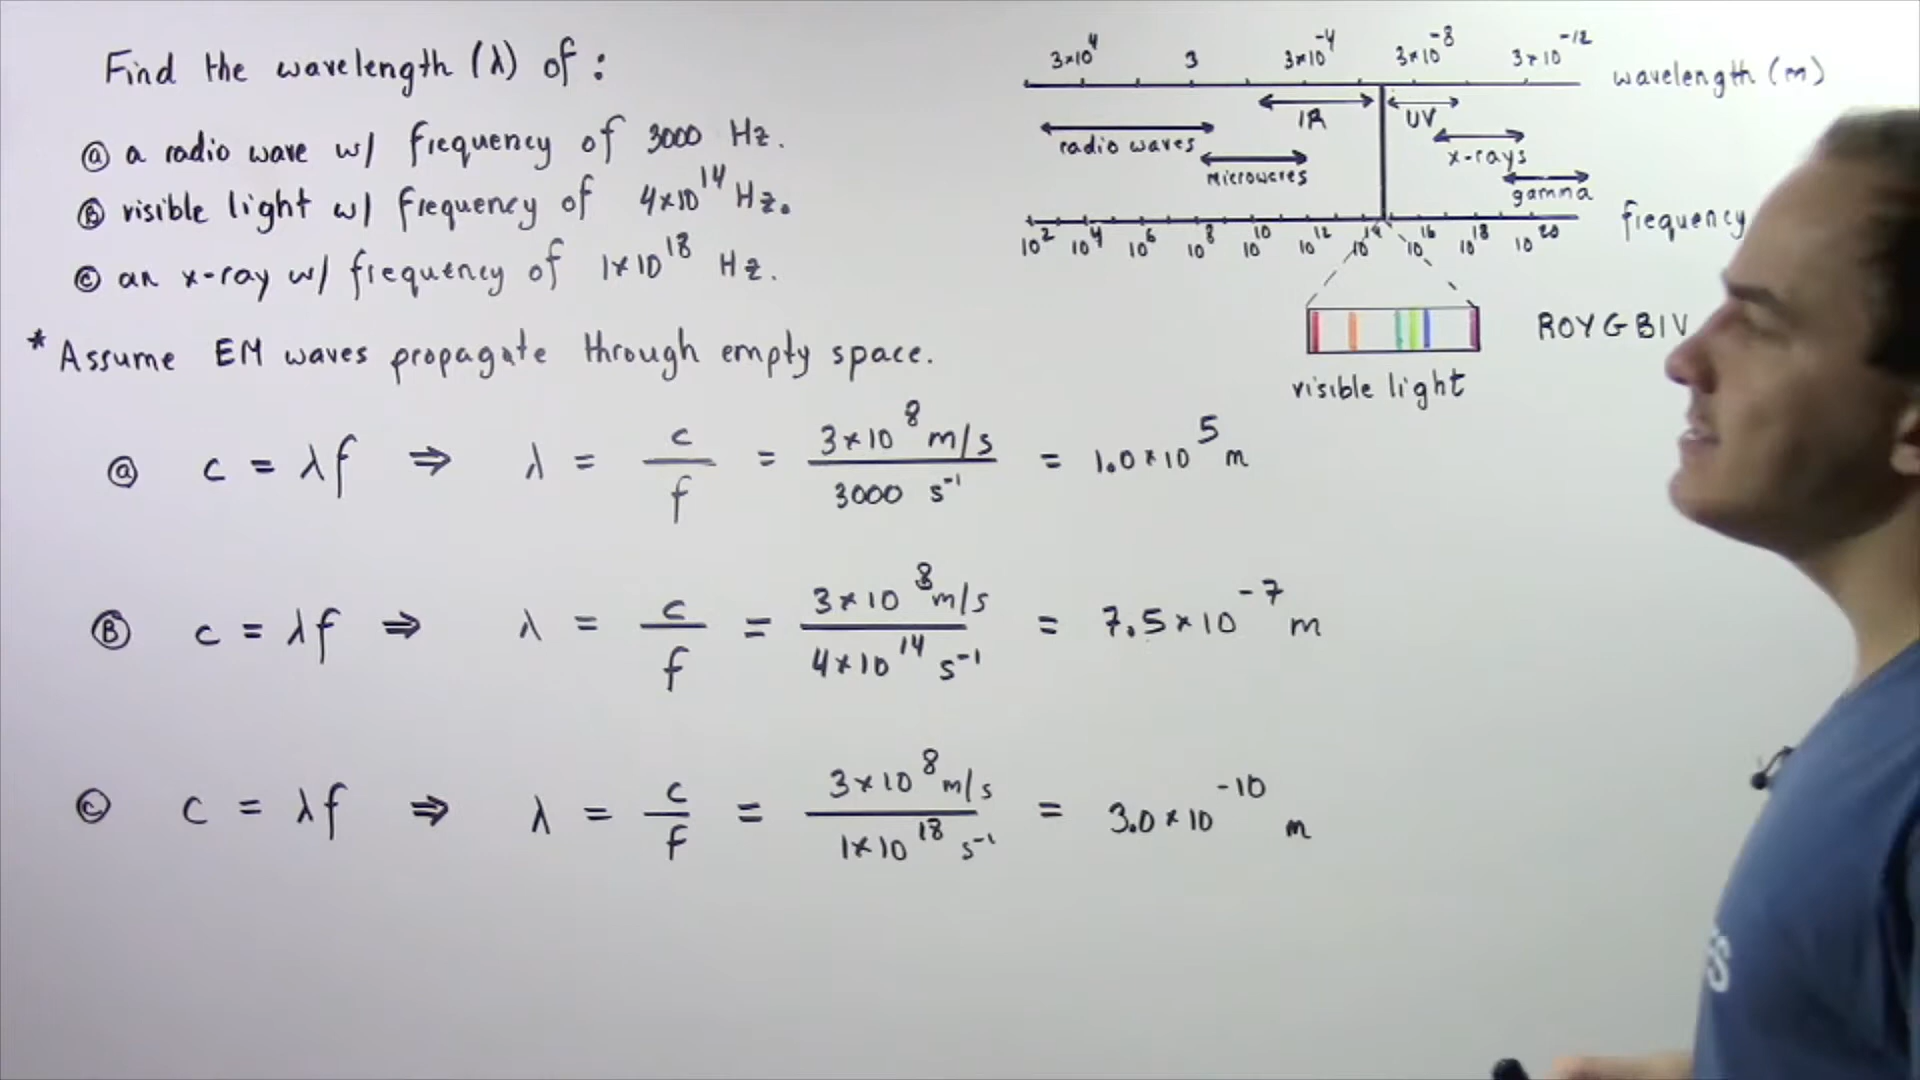 Find the wavelength (λ) of :
ⓐ a radio wave w/ frequency of 3000 Hz.
Ⓑ visible light w/ frequency of 4×10^14 Hz.
Ⓒ an x-ray w/ frequency of 1×10^18 Hz.
* Assume EM waves propagate through empty space.
3×10^4 3 3×10^-4 3×10^-8 3×10^-12 wavelength (m)
IR UV
radio waves x-rays
microwaves gamma
10^2 10^4 10^6 10^8 10^10 10^12 10^14 10^16 10^18 10^20 frequency
ROYGBIV
visible light
ⓐ c = λf ⇒ λ = c/f = 3×10^8 m/s / 3000 s^-1 = 1.0×10^5 m
Ⓑ c = λf ⇒ λ = c/f = 3×10^8 m/s / 4×10^14 s^-1 = 7.5×10^-7 m
Ⓒ c = λf ⇒ λ = c/f = 3×10^8 m/s / 1×10^18 s^-1 = 3.0×10^-10 m